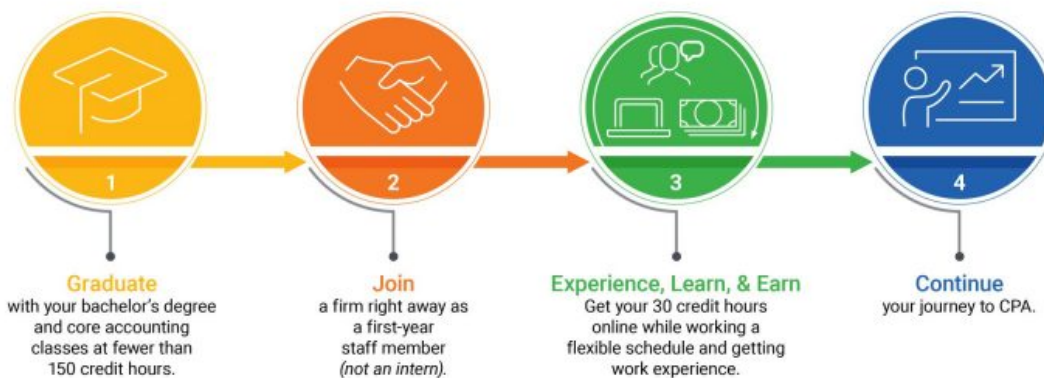 1
2
3
4
Graduate
with your bachelor's degree
and core accounting
classes at fewer than
150 credit hours.
Join
a firm right away as
a first-year
staff member
(not an intern).
Experience, Learn, & Earn
Get your 30 credit hours
online while working a
flexible schedule and getting
work experience.
Continue
your journey to CPA.